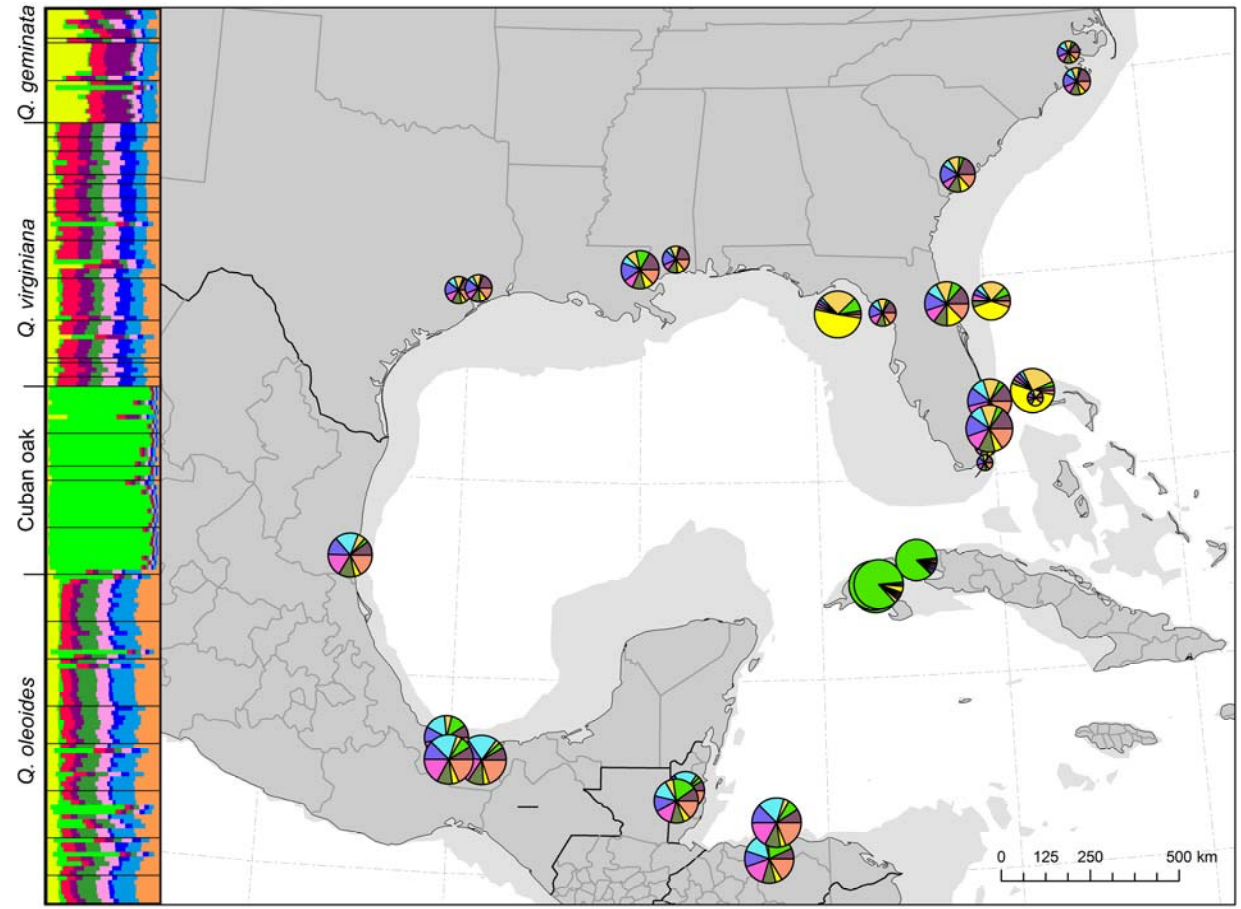 Q. geminata
Q. virginiana
Cuban oak
Q. oleoides
0 125 250 500 km